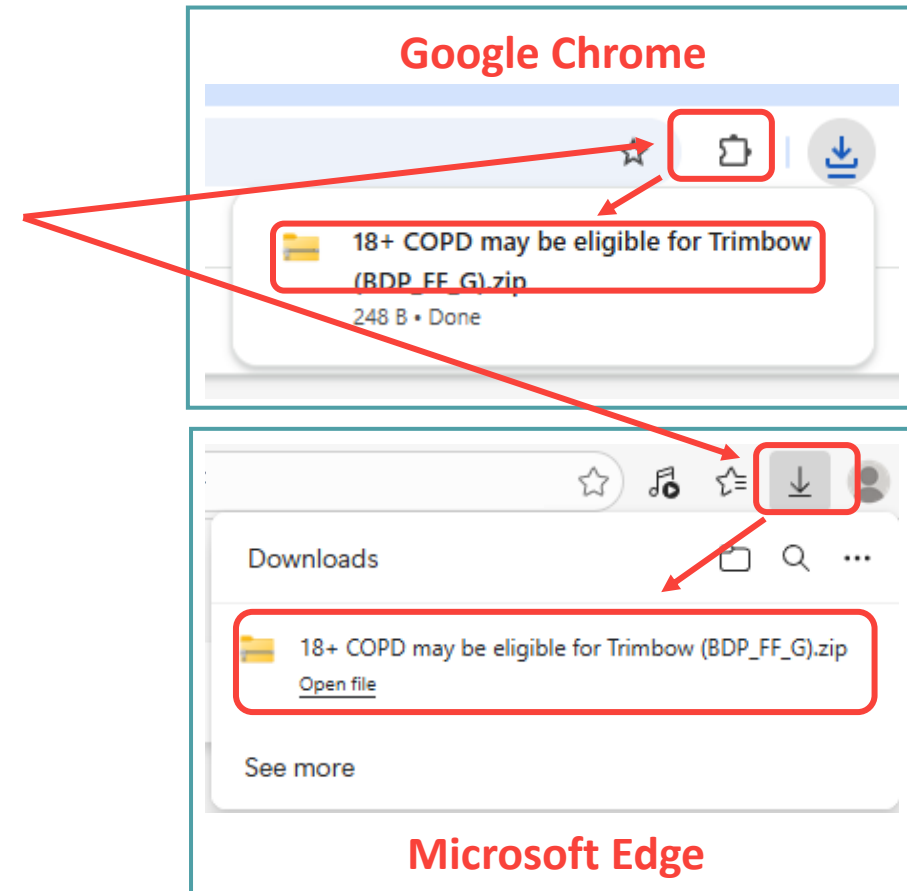 Google Chrome
18+ COPD may be eligible for Trimbow
(BDP_FF_G).zip
248 B • Done
Downloads
18+ COPD may be eligible for Trimbow (BDP_FF_G).zip
Open file
See more
Microsoft Edge